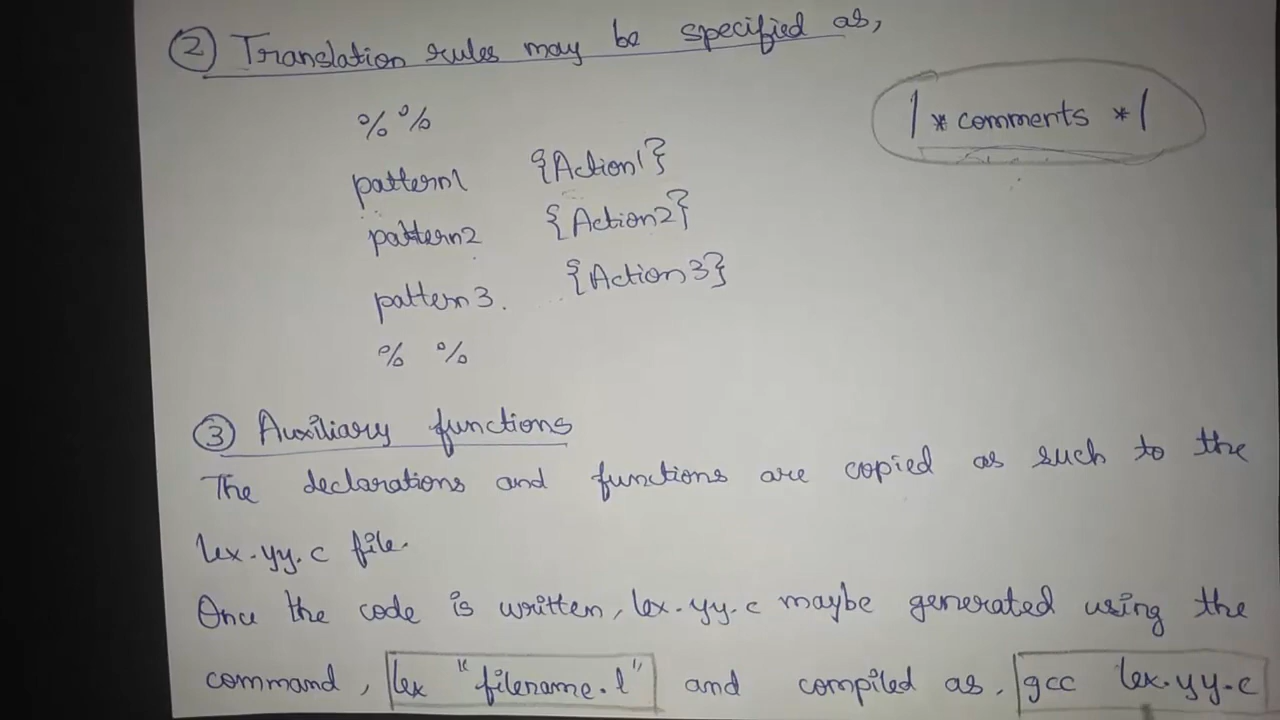 ② Translation rules may be specified as,
/* comments */
%%
pattern1 {Action1}
pattern2 {Action2}
pattern3. {Action3}
% %
③ Auxiliary functions
The declarations and functions are copied as such to the
lex.yy.c file.
Once the code is written, lex.yy.c maybe generated using the
command, lex "filename.l" and compiled as, gcc lex.yy.c